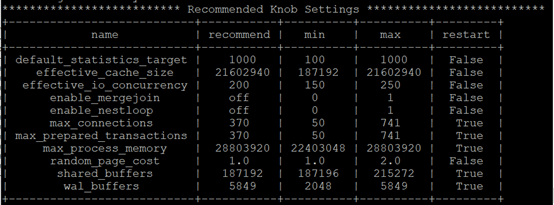 ************************** Recommended Knob Settings **************************
+---------------------------+-----------+----------+----------+---------+
| name | recommend | min | max | restart |
+---------------------------+-----------+----------+----------+---------+
| default_statistics_target | 1000 | 100 | 1000 | False |
| effective_cache_size | 21602940 | 187192 | 21602940 | False |
| effective_io_concurrency | 200 | 150 | 250 | False |
| enable_mergejoin | off | 0 | 1 | False |
| enable_nestloop | off | 0 | 1 | False |
| max_connections | 370 | 50 | 741 | True |
| max_prepared_transactions | 370 | 50 | 741 | True |
| max_process_memory | 28803920 | 22403048 | 28803920 | True |
| random_page_cost | 1.0 | 1.0 | 2.0 | False |
| shared_buffers | 187192 | 187196 | 215272 | True |
| wal_buffers | 5849 | 2048 | 5849 | True |
+---------------------------+-----------+----------+----------+---------+